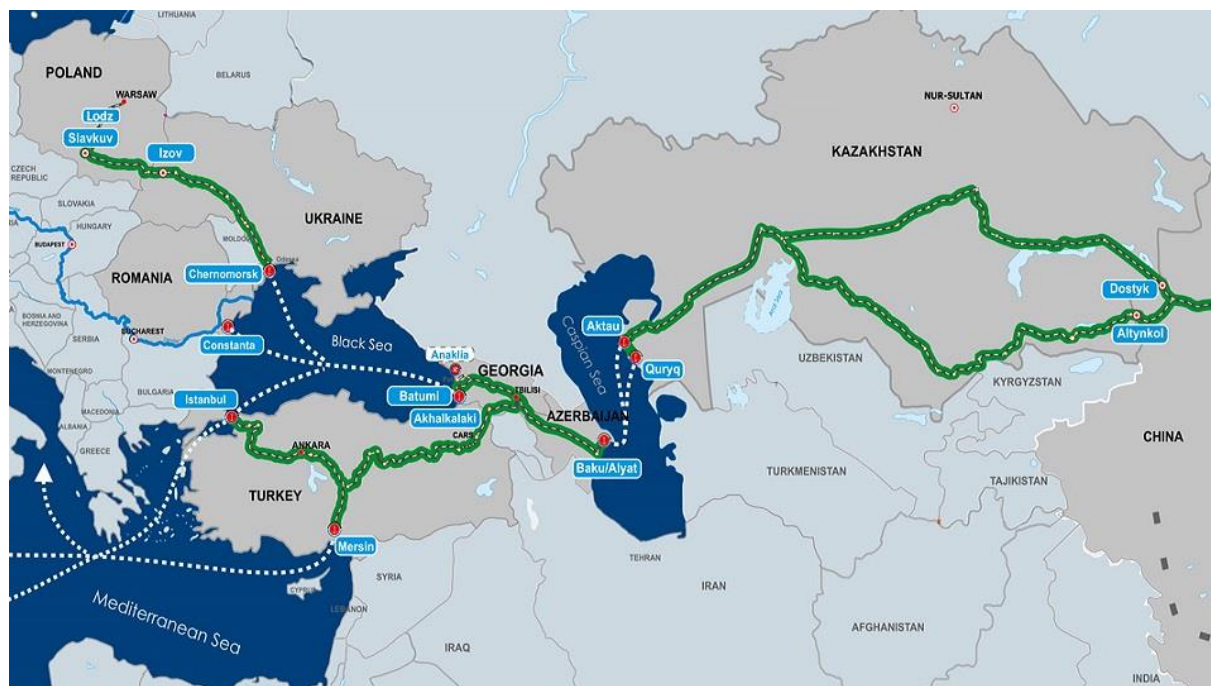 LITHUANIA
POLAND
WARSAW
BELARUS
Lodz
Slavkuv
Izov
CZECH
REPUBLIC
SLOVAKIA
HUNGARY
BUDAPEST
UKRAINE
MOLDOVA
Odessa
Chernomorsk
ROMANIA
BOSNIA AND
HERZEGOVINA
SERBIA
BUCHAREST
Constanta
MONTENEGRO
BULGARIA
MACEDONIA
ALBANIA
GREECE
Istanbul
Black Sea
Anaklia
GEORGIA
TBILISI
Batumi
Akhalkalaki
CARS
ANKARA
TURKEY
Mersin
AZERBAIJAN
Baku/Alyat
Caspian Sea
Aktau
Quryq
NUR-SULTAN
KAZAKHSTAN
Aral Sea
Dostyk
Altynkol
UZBEKISTAN
KYRGYZSTAN
CHINA
TURKMENISTAN
TAJIKISTAN
TEHRAN
IRAN
AFGHANISTAN
INDIA
SYRIA
CYPRUS
LEBANON
IRAQ
Mediterranean Sea